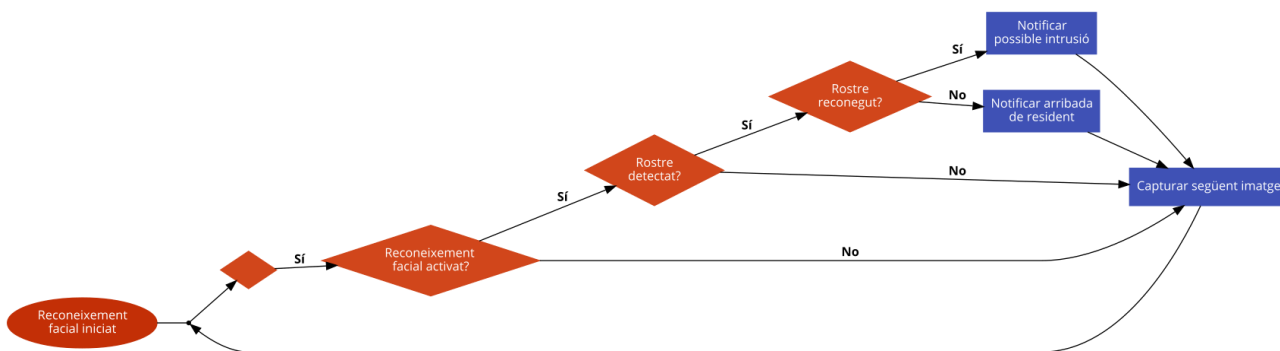 Notificar
possible intrusió
Sí
Rostre
reconegut?
No
Notificar arribada
de resident
Sí
Rostre
detectat?
No
Capturar següent imatge
Sí
Reconeixement
facial activat?
No
Sí
Reconeixement
facial iniciat